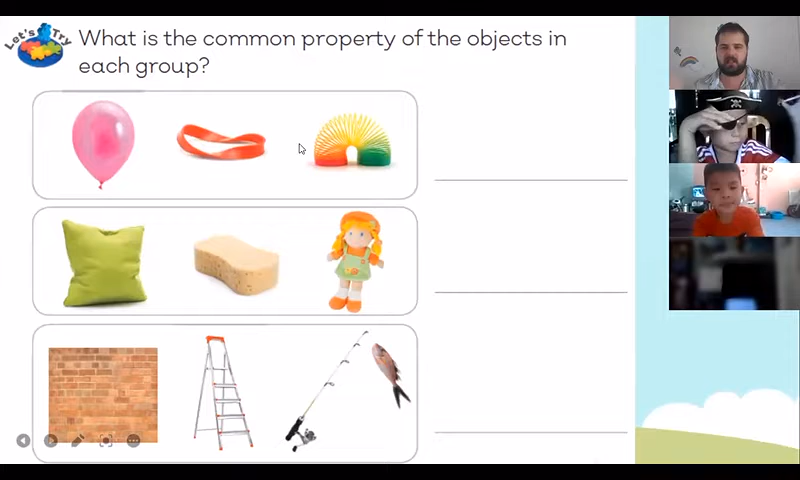 Let's Try
What is the common property of the objects in
each group?